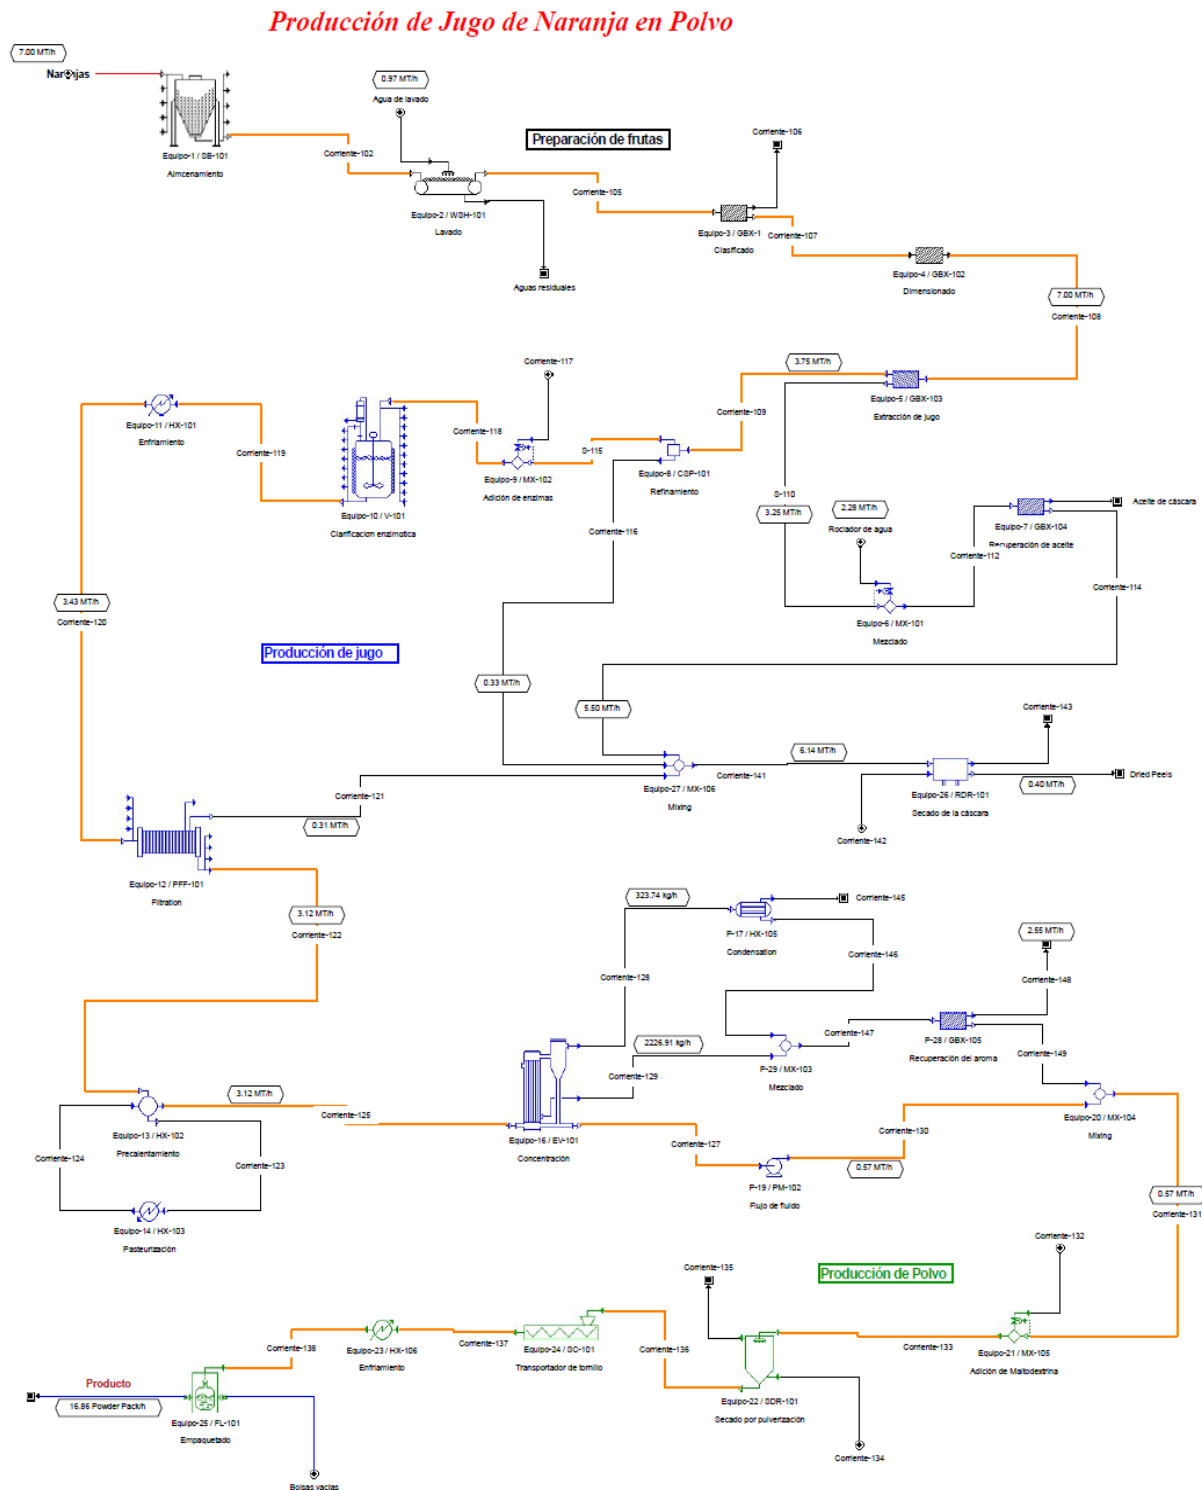 Producción de Jugo de Naranja en Polvo
7.00 MT/h
Naranjas
Equipo-1 / SB-101
Almcenamiento
Corriente-102
0.97 MT/h
Agua de lavado
Equipo-2 / WSH-101
Lavado
Aguas residuales
Preparación de frutas
Corriente-105
Corriente-106
Equipo-3 / GBX-1
Clasificado
Corriente-107
Equipo-4 / GBX-102
Dimensionado
7.00 MT/h
Corriente-108
3.75 MT/h
Equipo-5 / GBX-103
Extracción de jugo
Corriente-109
Corriente-117
Equipo-11 / HX-101
Enfriamiento
Corriente-119
Corriente-118
Equipo-9 / MX-102
Adición de enzimas
S-115
Equipo-8 / CSP-101
Refinamiento
Equipo-10 / V-101
Clarificacion enzimotica
Corriente-116
S-110
3.25 MT/h
2.28 MT/h
Rociador de agua
Equipo-7 / GBX-104
Recuperación de aceite
Aceite de cáscara
Corriente-112
Corriente-114
Equipo-6 / MX-101
Mezclado
3.43 MT/h
Corriente-120
Producción de jugo
0.33 MT/h
5.50 MT/h
Corriente-143
6.14 MT/h
Equipo-27 / MX-106
Mixing
Corriente-141
Equipo-26 / RDR-101
Secado de la cáscara
0.40 MT/h
Dried Peels
Corriente-142
Corriente-121
0.31 MT/h
Equipo-12 / PFF-101
Filtration
3.12 MT/h
Corriente-122
323.74 kg/h
Corriente-145
P-17 / HX-105
Condensation
Corriente-146
Corriente-128
2.55 MT/h
Corriente-148
2226.91 kg/h
Corriente-129
P-29 / MX-103
Mezclado
Corriente-147
P-28 / GBX-105
Recuperación del aroma
Corriente-149
3.12 MT/h
Corriente-125
Equipo-13 / HX-102
Precalentamiento
Corriente-124
Corriente-123
Equipo-14 / HX-103
Pasteurización
Equipo-16 / EV-101
Concentración
Corriente-127
Corriente-130
0.57 MT/h
P-19 / PM-102
Flujo de fluido
Equipo-20 / MX-104
Mixing
0.57 MT/h
Corriente-131
Corriente-132
Corriente-135
Producción de Polvo
Equipo-21 / MX-105
Adición de Maltodextrina
Corriente-133
Equipo-22 / SDR-101
Secado por pulverización
Corriente-134
Corriente-136
Equipo-24 / SC-101
Transportador de tornillo
Corriente-137
Equipo-23 / HX-106
Enfriamiento
Corriente-138
Producto
16.86 Powder Pack/h
Equipo-25 / FL-101
Empaquetado
Bolsas vacias